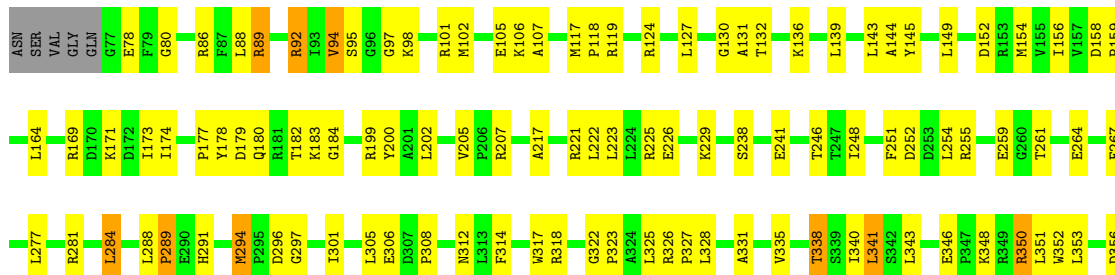 ASN SER VAL GLY GLN G77 E78 F79 G80 R86 F87 L88 R89 R92 I93 V94 S95 G96 G97 K98 R101 M102 E105 K106 A107 M117 P118 R119 R124 L127 G130 A131 T132 K136 L139 L143 A144 Y145 L149 D152 R153 M154 V155 I156 V157 D158
L164 R169 D170 K171 D172 I173 I174 P177 Y178 D179 Q180 R181 T182 K183 G184 R199 Y200 A201 L202 V205 P206 R207 A217 R221 L222 L223 L224 R225 E226 K229 S238 E241 T246 T247 I248 F251 D252 D253 L254 R255 E259 G260 T261 E264
L277 R281 L284 L288 P289 E290 H291 M294 P295 D296 G297 I301 L305 E306 D307 P308 N312 L313 F314 W317 R318 G322 P323 A324 L325 R326 P327 L328 A331 V335 T338 S339 I340 L341 S342 L343 E346 P347 K348 R349 R350 L351 W352 L353